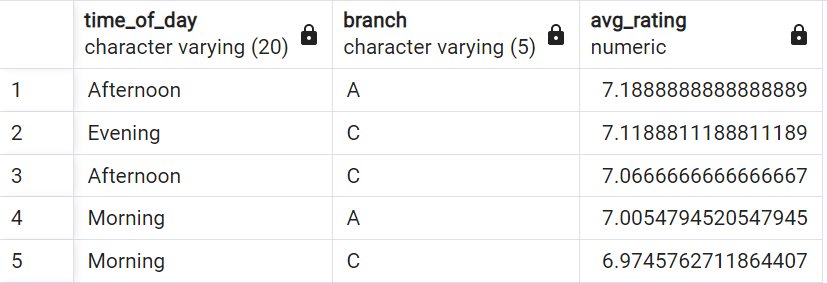 time_of_day branch avg_rating
character varying (20) character varying (5) numeric
1 Afternoon A 7.1888888888888889
2 Evening C 7.1188811188811189
3 Afternoon C 7.0666666666666667
4 Morning A 7.0054794520547945
5 Morning C 6.9745762711864407